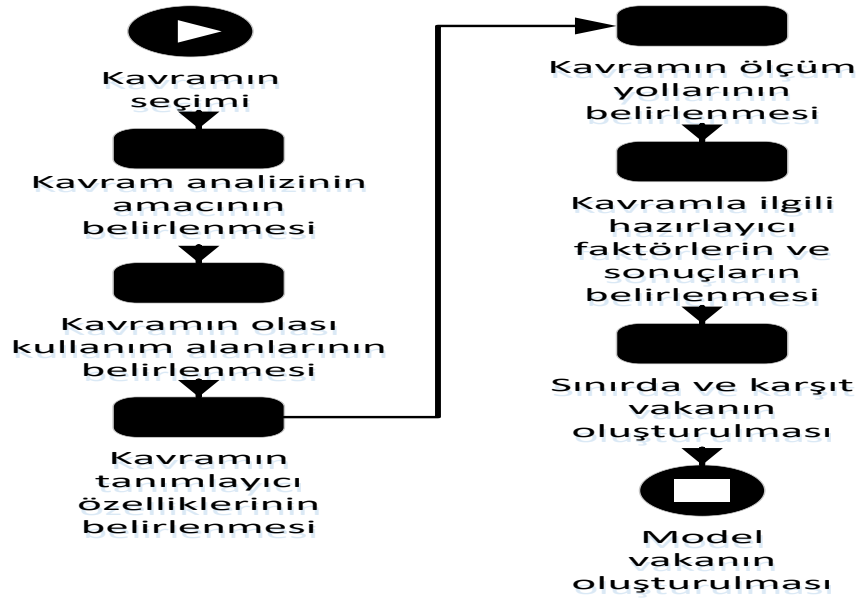 Kavramın
seçimi
Kavram analizinin
amacının
belirlenmesi
Kavramın olası
kullanım alanlarının
belirlenmesi
Kavramın
tanımlayıcı
özelliklerinin
belirlenmesi
Kavramın ölçüm
yollarının
belirlenmesi
Kavramla ilgili
hazırlayıcı
faktörlerin ve
sonuçların
belirlenmesi
Sınırda ve karşıt
vakanın
oluşturulması
Model
vakanın
oluşturulması